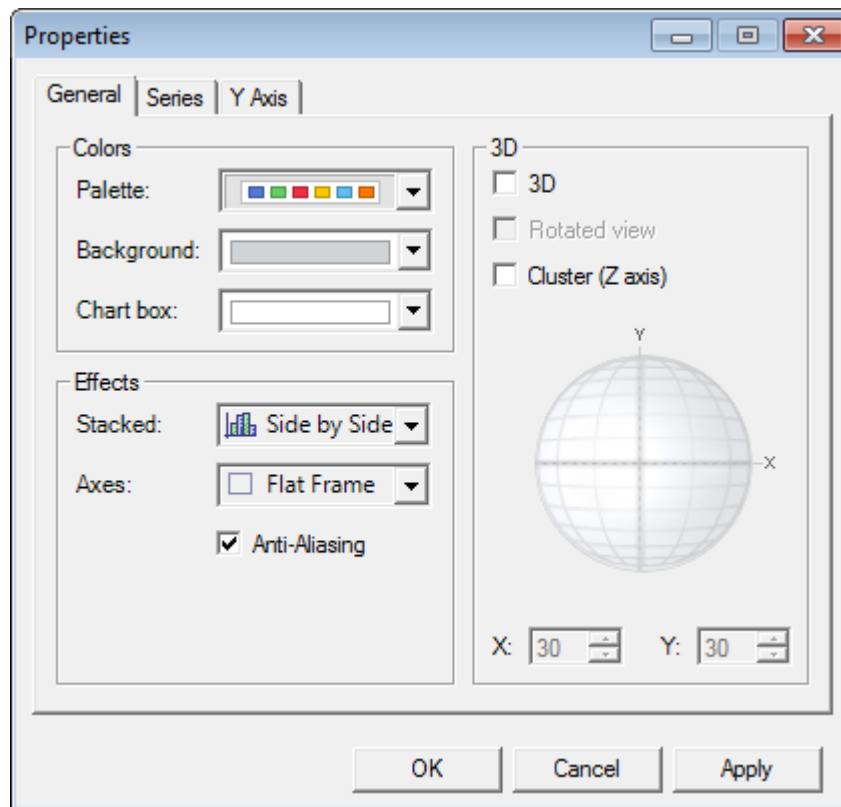 Properties
General Series Y Axis
Colors
Palette:
Background:
Chart box:
Effects
Stacked: Side by Side
Axes: Flat Frame
Anti-Aliasing
3D
3D
Rotated view
Cluster (Z axis)
Y
X
X: 30 Y: 30
OK Cancel Apply